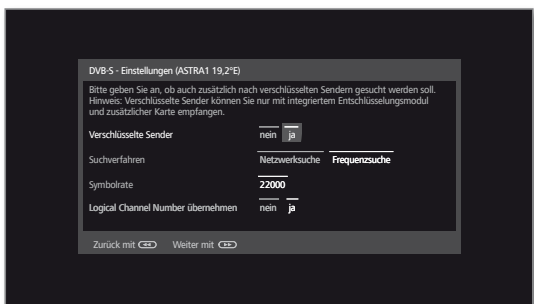 DVB-S - Einstellungen (ASTRA1 19,2°E)
Bitte geben Sie an, ob auch zusätzlich nach verschlüsselten Sendern gesucht werden soll.
Hinweis: Verschlüsselte Sender können Sie nur mit integriertem Entschlüsselungsmodul
und zusätzlicher Karte empfangen.
Verschlüsselte Sender nein ja
Suchverfahren Netzwerksuche Frequenzsuche
Symbolrate 22000
Logical Channel Number übernehmen nein ja
Zurück mit Weiter mit